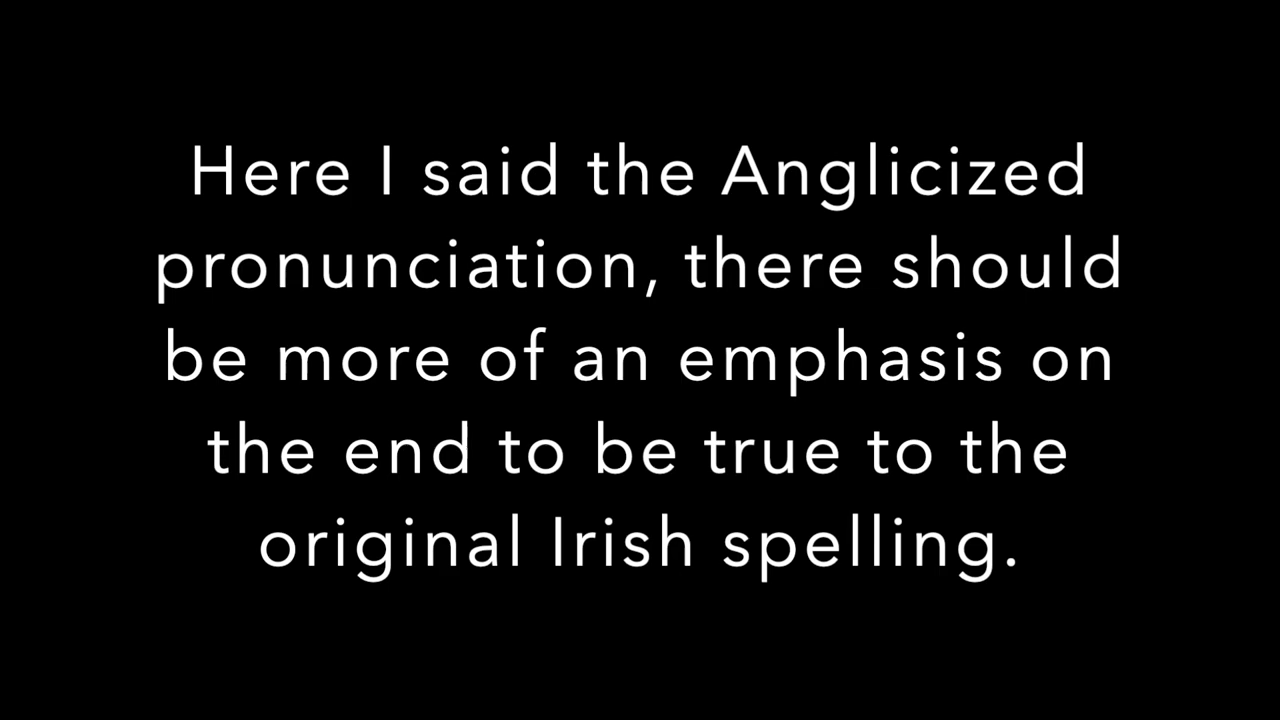 Here I said the Anglicized
pronunciation, there should
be more of an emphasis on
the end to be true to the
original Irish spelling.